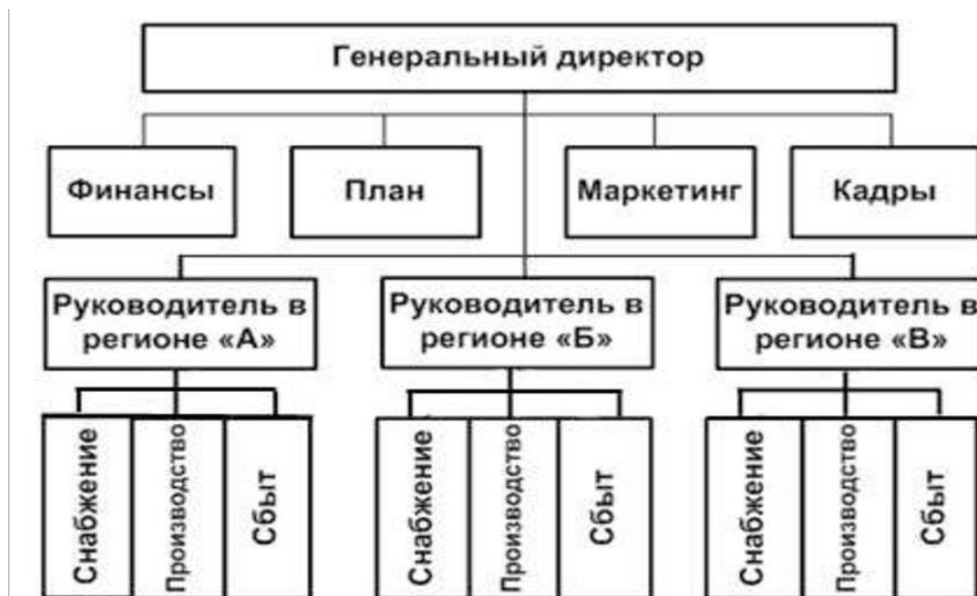 Генеральный директор
Финансы
План
Маркетинг
Кадры
Руководитель в
регионе «А»
Руководитель в
регионе «Б»
Руководитель в
регионе «В»
Снабжение
Производство
Сбыт
Снабжение
Производство
Сбыт
Снабжение
Производство
Сбыт